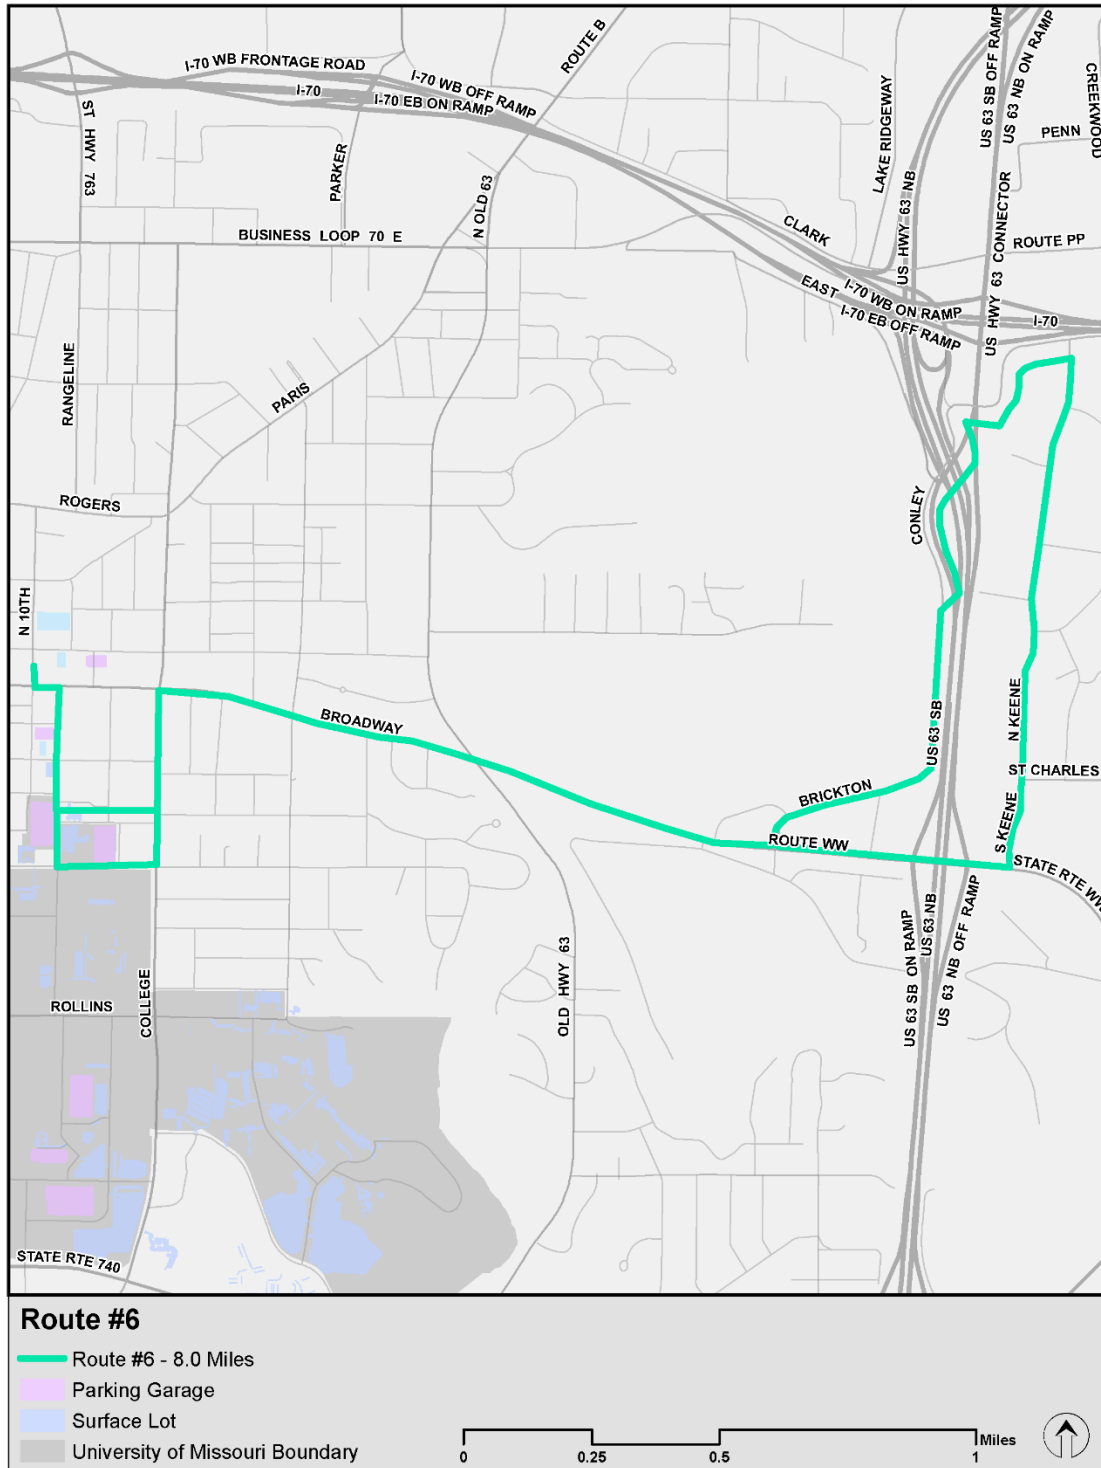 ROUTE B
US 63 SB OFF RAMP
US 63 NB ON RAMP
I-70 WB FRONTAGE ROAD
I-70 WB OFF RAMP
I-70
I-70 EB ON RAMP
ST HWY 763
PARKER
LAKE RIDGEWAY
CREEKWOOD
PENN
N OLD 63
BUSINESS LOOP 70 E
CLARK
US HWY 63 NB
US HWY 63 CONNECTOR
ROUTE PP
EAST
I-70 WB ON RAMP
I-70 EB OFF RAMP
I-70
RANGELINE
PARIS
ROGERS
CONLEY
N 10TH
BROADWAY
US 63 SB
N KEENE
ST CHARLES
BRICKTON
S KEENE
ROUTE WW
STATE RTE WW
US 63 SB ON RAMP
US 63 NB
US 63 NB OFF RAMP
OLD HWY 63
COLLEGE
ROLLINS
STATE RTE 740
Route #6
Route #6 - 8.0 Miles
Parking Garage
Surface Lot
University of Missouri Boundary
Miles
0 0.25 0.5 1